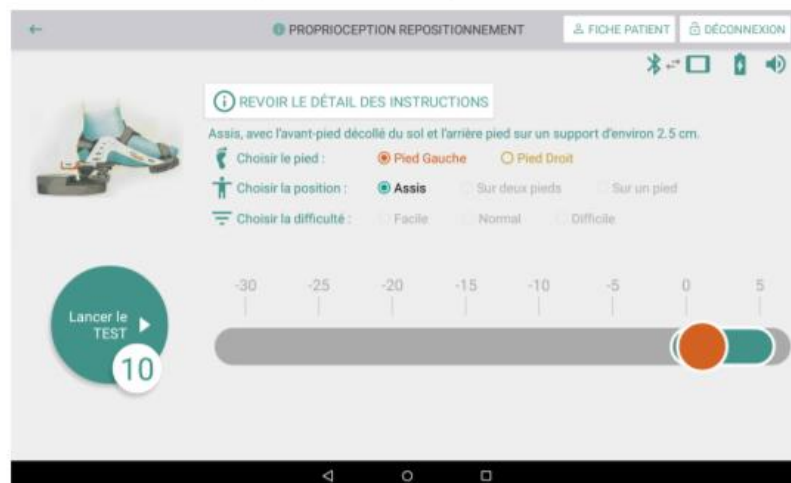 PROPRIOCEPTION REPOSITIONNEMENT
FICHE PATIENT
DÉCONNEXION
REVOIR LE DÉTAIL DES INSTRUCTIONS
Assis, avec l'avant-pied décollé du sol et l'arrière pied sur un support d'environ 2.5 cm.
Choisir le pied : Pied Gauche Pied Droit
Choisir la position : Assis Sur deux pieds Sur un pied
Choisir la difficulté : Facile Normal Difficile
-30 -25 -20 -15 -10 -5 0 5
Lancer le
TEST
10